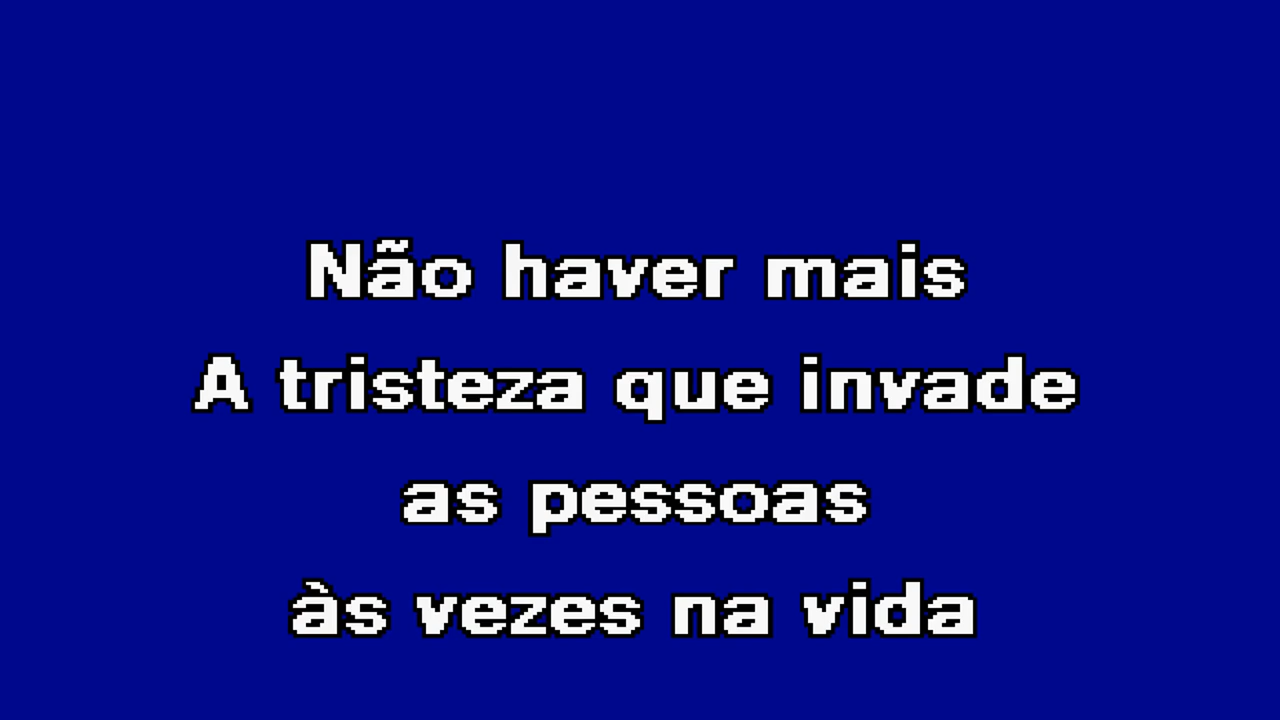 Não haver mais
A tristeza que invade
as pessoas
às vezes na vida